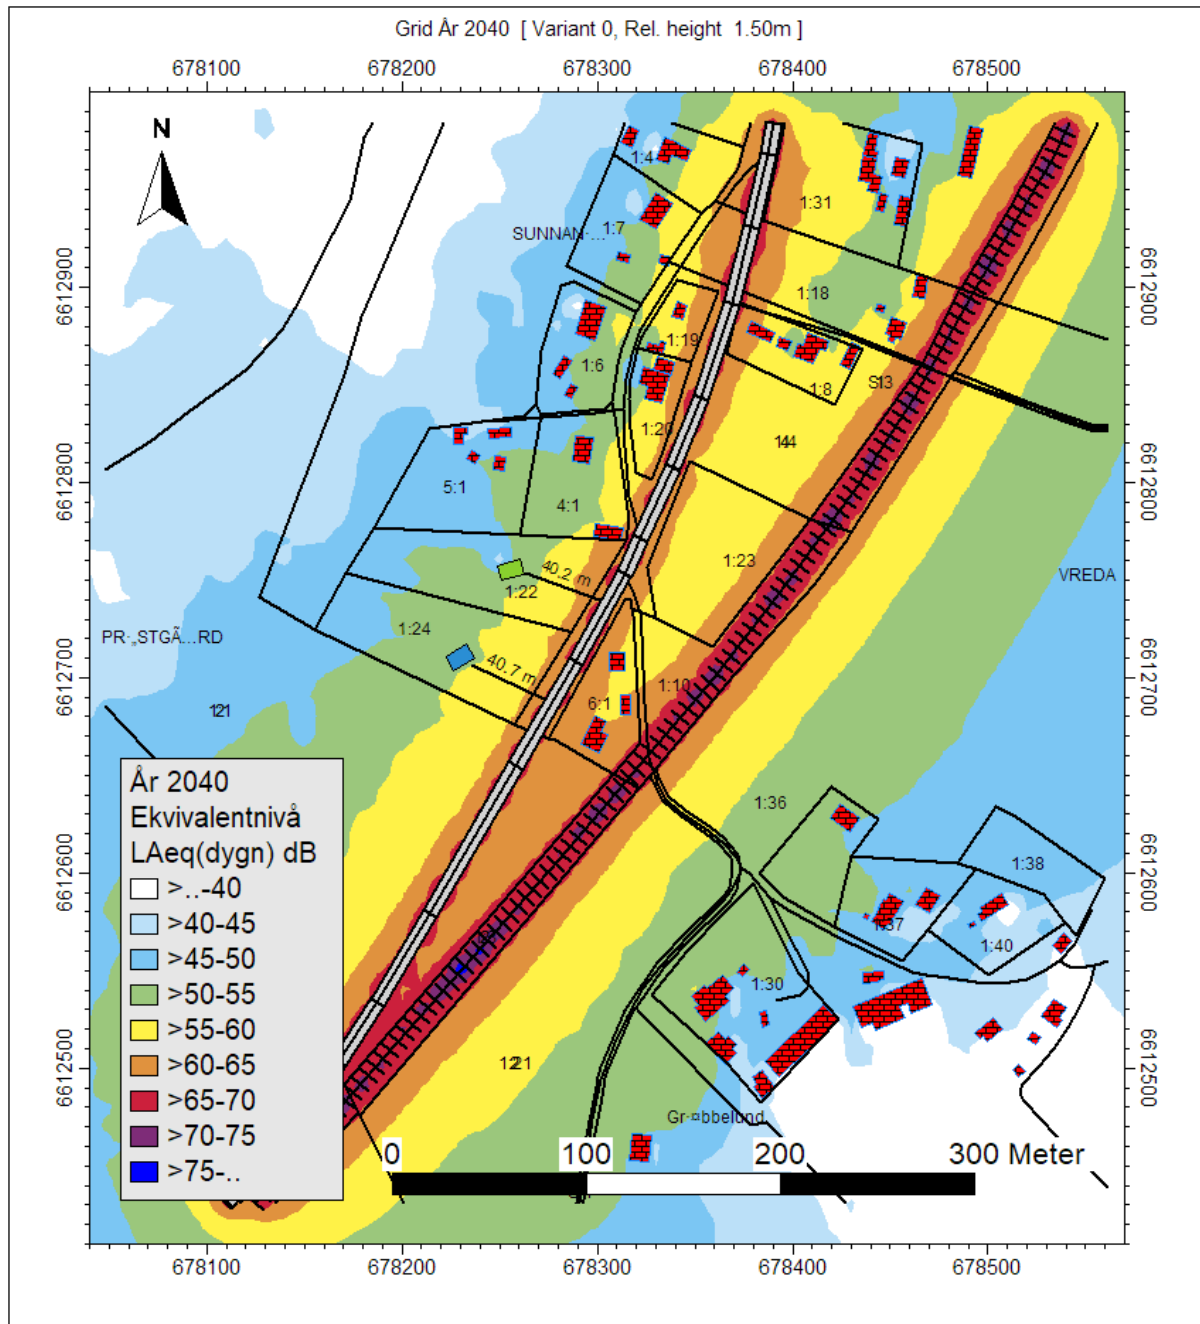 Grid År 2040 [ Variant 0, Rel. height 1.50m ]
678100 678200 678300 678400 678500
N
1:4
1:31
SUNNAN-...
1:7
6612900
6612900
1:18
1:19
1:6
1:8
S13
1:20
6612800
5:1
6612800
4:1
1:23
40.2 m
VREDA
1:22
1:24
PR-„STGÃ…RD
6612700
40.7 m
1:10
6612700
6:1
121
År 2040
Ekvivalentnivå
LAeq(dygn) dB
>..-40
>40-45
>45-50
>50-55
>55-60
>60-65
>65-70
>70-75
>75-..
1:36
1:38
6612600
6612600
1:37
1:40
1:30
6612500
6612500
Gr-¤bbelund
0 100 200 300 Meter
678100 678200 678300 678400 678500